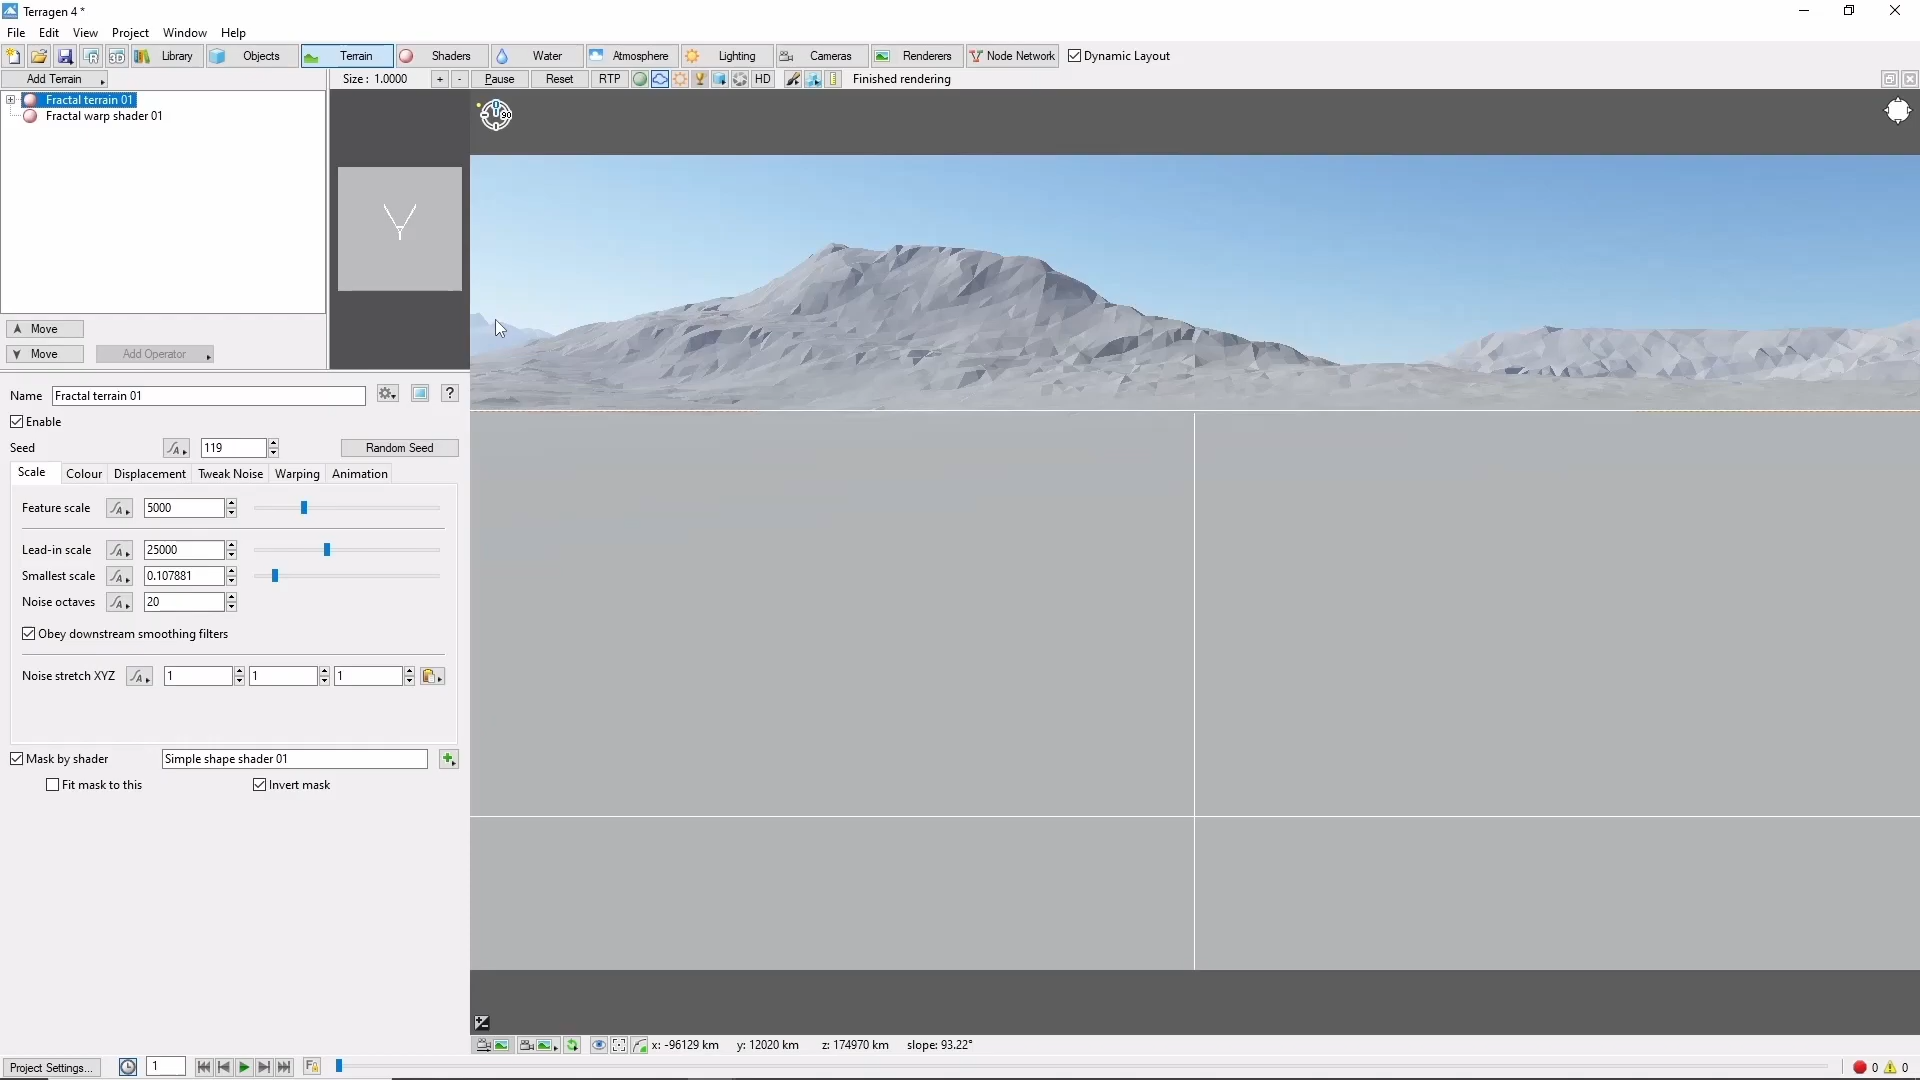 Terragen 4 *
File Edit View Project Window Help
Library Objects Terrain Shaders Water Atmosphere Lighting Cameras Renderers Node Network Dynamic Layout
Add Terrain Size : 1.0000 + - Pause Reset RTP HD Finished rendering
Fractal terrain 01
Fractal warp shader 01
90
Move
Move Add Operator
Name Fractal terrain 01 ?
Enable
Seed 119 Random Seed
Scale Colour Displacement Tweak Noise Warping Animation
Feature scale 5000
Lead-in scale 25000
Smallest scale 0.107881
Noise octaves 20
Obey downstream smoothing filters
Noise stretch XYZ 1 1 1
Mask by shader Simple shape shader 01
Fit mask to this Invert mask
x: -96129 km y: 12020 km z: 174970 km slope: 93.22°
Project Settings... 1 0 0